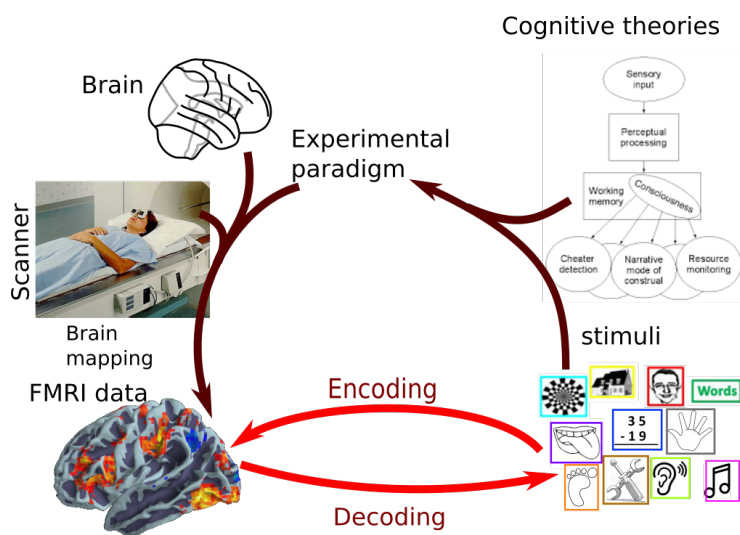 Cognitive theories
Brain
Sensory
input
Experimental
paradigm
Perceptual
processing
Working
memory
Consciousness
Scanner
Cheater
detection
Narrative
mode of
construal
Resource
monitoring
Brain
mapping
stimuli
FMRI data
Encoding
Words
35
-19
Decoding